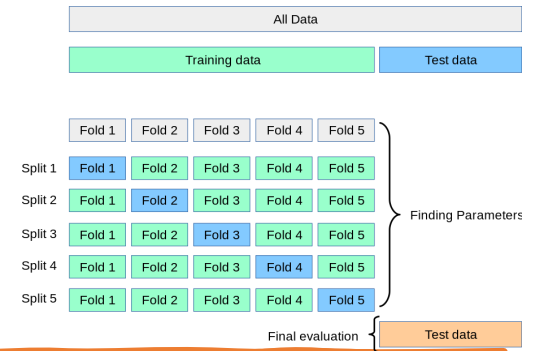 All Data
Training data Test data
Fold 1 Fold 2 Fold 3 Fold 4 Fold 5
Split 1 Fold 1 Fold 2 Fold 3 Fold 4 Fold 5
Split 2 Fold 1 Fold 2 Fold 3 Fold 4 Fold 5
Finding Parameters
Split 3 Fold 1 Fold 2 Fold 3 Fold 4 Fold 5
Split 4 Fold 1 Fold 2 Fold 3 Fold 4 Fold 5
Split 5 Fold 1 Fold 2 Fold 3 Fold 4 Fold 5
Final evaluation Test data